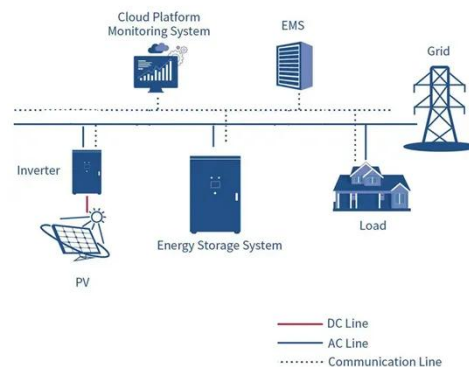 Cloud Platform
Monitoring System
EMS
Grid
Inverter
Energy Storage System
Load
PV
DC Line
AC Line
Communication Line